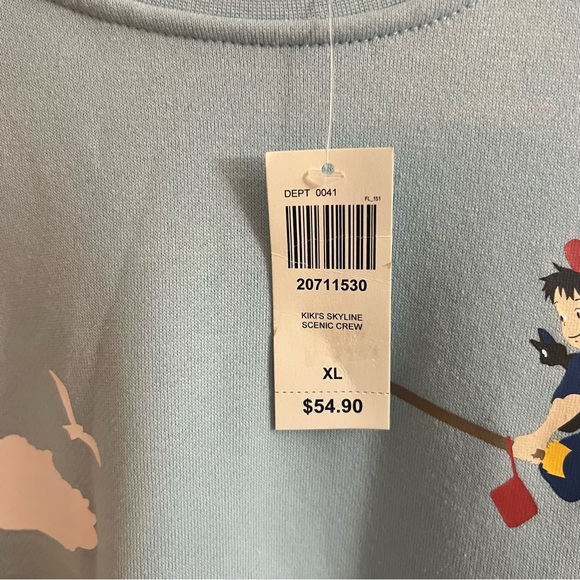 DEPT 0041
FL_151
20711530
KIKI'S SKYLINE
SCENIC CREW
XL
$54.90